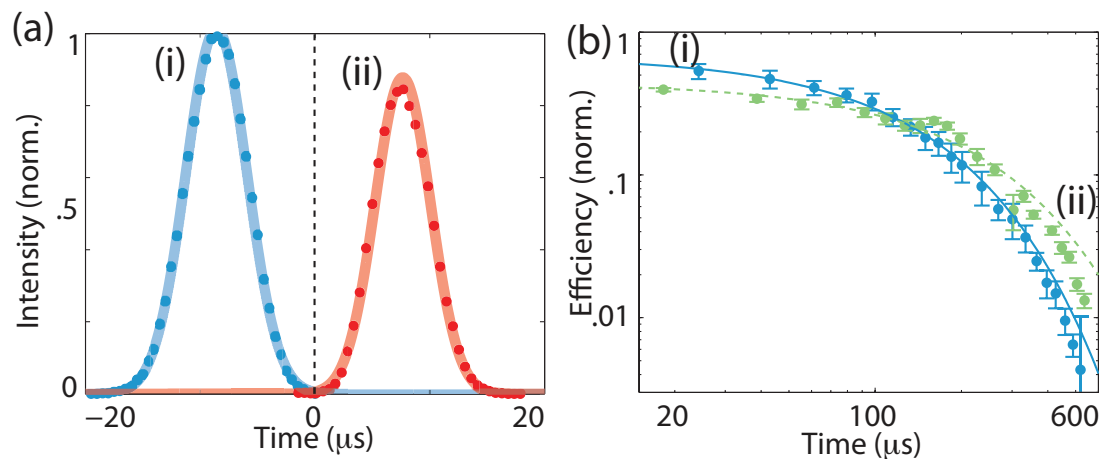 (a)
Intensity (norm.)
1
.5
0
(i)
(ii)
−20
0
20
Time (μs)
(b)
Efficiency (norm.)
1
.1
.01
(i)
(ii)
20
100
600
Time (μs)